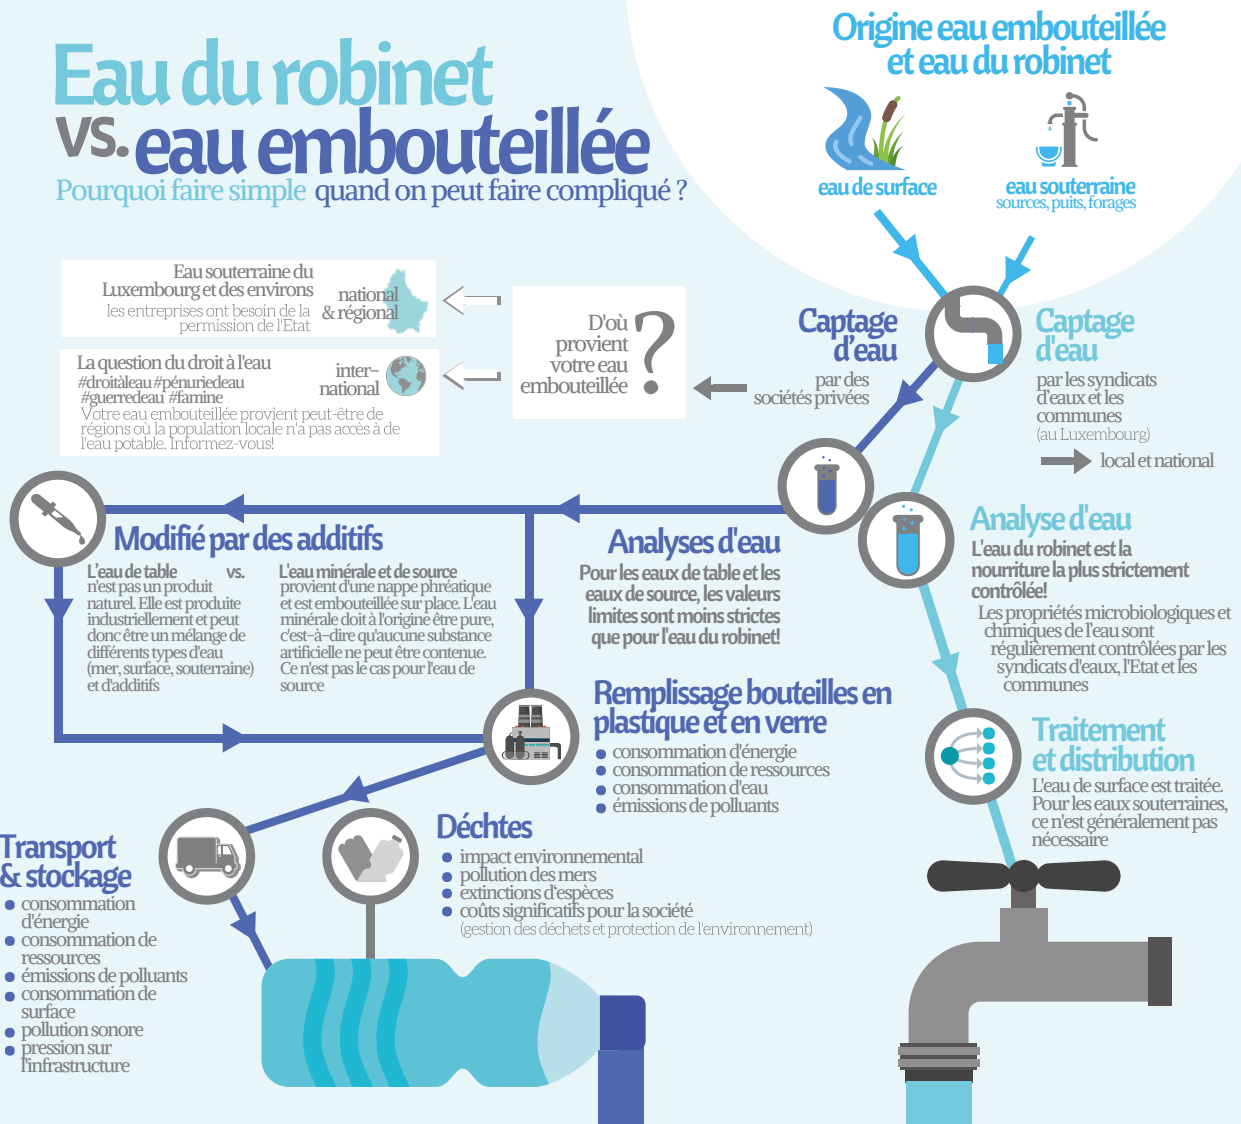 Eau du robinet
vs. eau embouteillée
Pourquoi faire simple quand on peut faire compliqué ?
Origine eau embouteillée
et eau du robinet
eau de surface
eau souterraine
sources, puits, forages
Captage
d’eau
par des
sociétés privées
Captage
d'eau
par les syndicats
d’eaux et les
communes
(au Luxembourg)
local et national
D'où
provient
votre eau
embouteillée
?
Eau souterraine du
Luxembourg et des environs
les entreprises ont besoin de la
permission de l'Etat
national
& régional
La question du droit à l'eau
#droitàleau #pénuriedeau
#guerredeau #famine
Votre eau embouteillée provient peut-être de
régions où la population locale n'a pas accès à de
l'eau potable. Informez-vous!
inter-
national
Modifié par des additifs
L’eau de table vs.
n'est pas un produit
naturel. Elle est produite
industriellement et peut
donc être un mélange de
différents types d'eau
(mer, surface, souterraine)
et d'additifs
L'eau minérale et de source
provient d'une nappe phréatique
et est embouteillée sur place. L'eau
minérale doit à l'origine être pure,
c'est-à-dire qu'aucune substance
artificielle ne peut être contenue.
Ce n'est pas le cas pour l'eau de
source
Analyses d'eau
Pour les eaux de table et les
eaux de source, les valeurs
limites sont moins strictes
que pour l'eau du robinet!
Analyse d'eau
L'eau du robinet est la
nourriture la plus strictement
contrôlée!
Les propriétés microbiologiques et
chimiques de l’eau sont
régulièrement contrôlées par les
syndicats d'eaux, l'Etat et les
communes
Remplissage bouteilles en
plastique et en verre
consommation d'énergie
consommation de ressources
consommation d'eau
émissions de polluants
Traitement
et distribution
L'eau de surface est traitée.
Pour les eaux souterraines,
ce n'est généralement pas
nécessaire
Transport
& stockage
consommation
d'énergie
consommation de
ressources
émissions de polluants
consommation de
surface
pollution sonore
pression sur
l'infrastructure
Déchtes
impact environnemental
pollution des mers
extinctions d‘espèces
coûts significatifs pour la société
(gestion des déchets et protection de l'environnement)